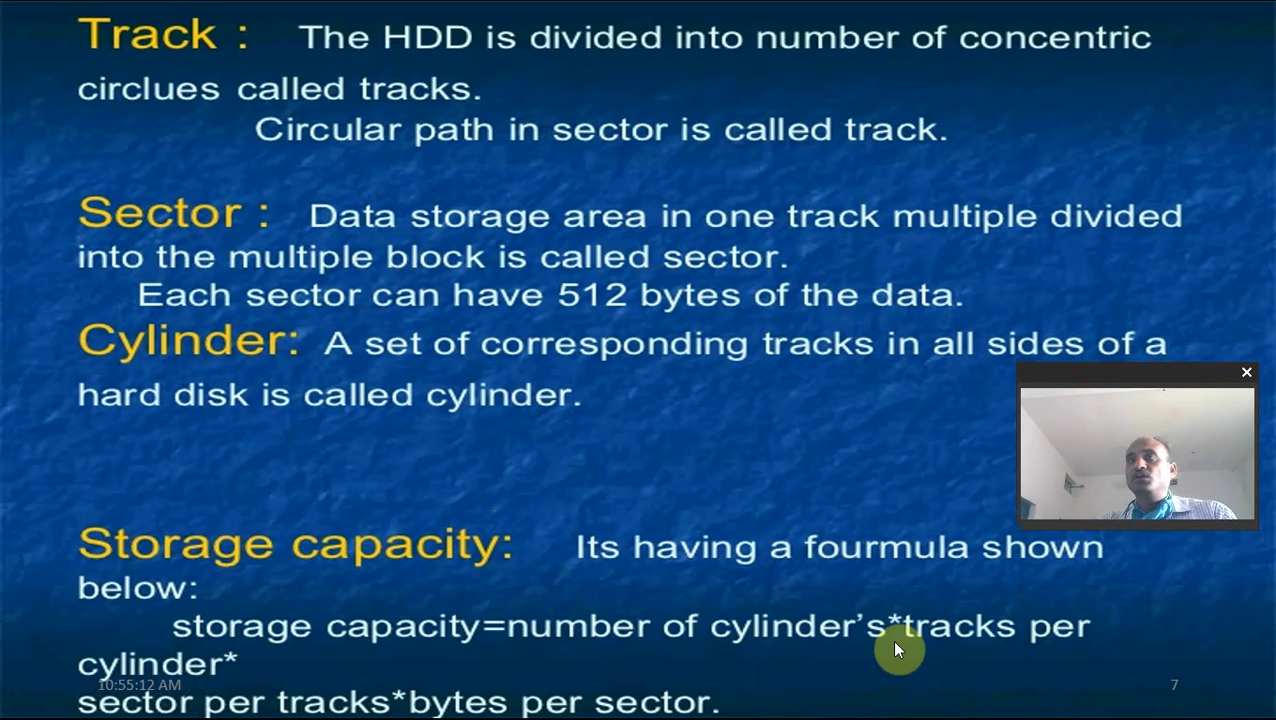 Track : The HDD is divided into number of concentric
circlues called tracks.
Circular path in sector is called track.
Sector : Data storage area in one track multiple divided
into the multiple block is called sector.
Each sector can have 512 bytes of the data.
Cylinder: A set of corresponding tracks in all sides of a
hard disk is called cylinder.
Storage capacity: Its having a fourmula shown
below:
storage capacity=number of cylinder’s*tracks per
cylinder*
10:55:12 AM
7
sector per tracks*bytes per sector.